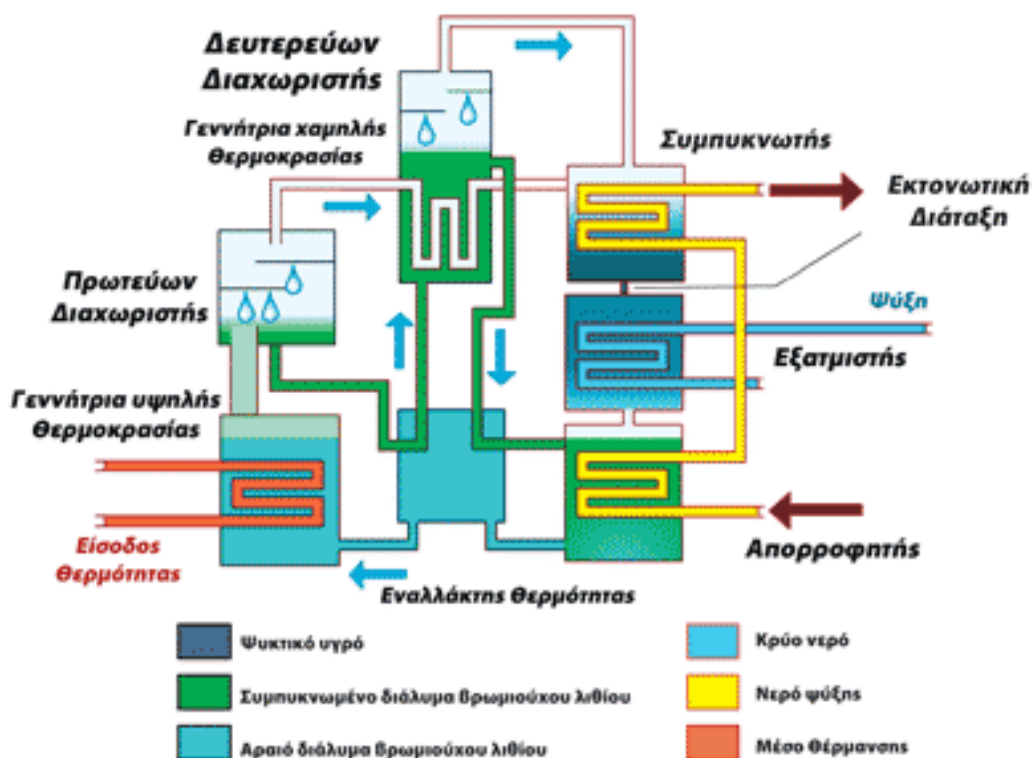 Δευτερεύων
Διαχωριστής
Γεννήτρια χαμηλής
θερμοκρασίας
Συμπυκνωτής
Εκτονωτική
Διάταξη
Πρωτεύων
Διαχωριστής
Ψύξη
Εξατμιστής
Γεννήτρια υψηλής
θερμοκρασίας
Είσοδος
θερμότητας
Απορροφητής
Εναλλάκτης θερμότητας
Ψυκτικό υγρό
Κρύο νερό
Συμπυκνωμένο διάλυμα βρωμιούχου λιθίου
Νερό ψύξης
Αραιό διάλυμα βρωμιούχου λιθίου
Μέσο θέρμανσης